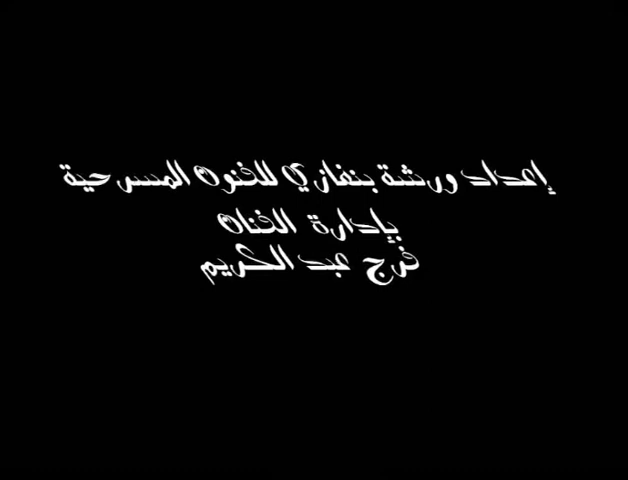 إعداد ورشة بنغازي للفنون المسرحية
بإدارة الفنان
فرج عبد الكريم